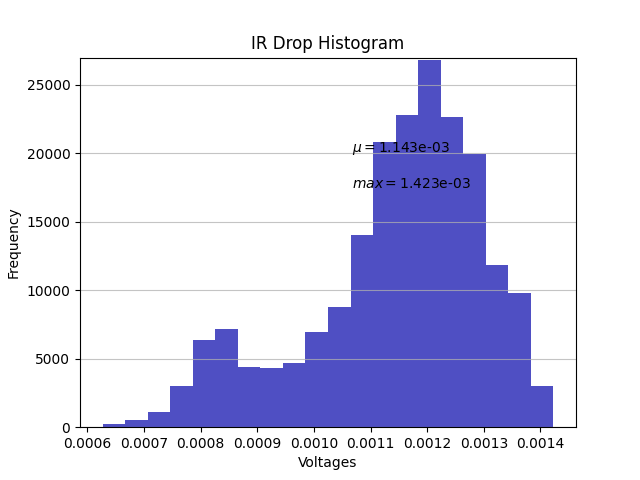 IR Drop Histogram
25000
20000
15000
10000
5000
0
Frequency
μ = 1.143e-03
max = 1.423e-03
0.0006 0.0007 0.0008 0.0009 0.0010 0.0011 0.0012 0.0013 0.0014
Voltages